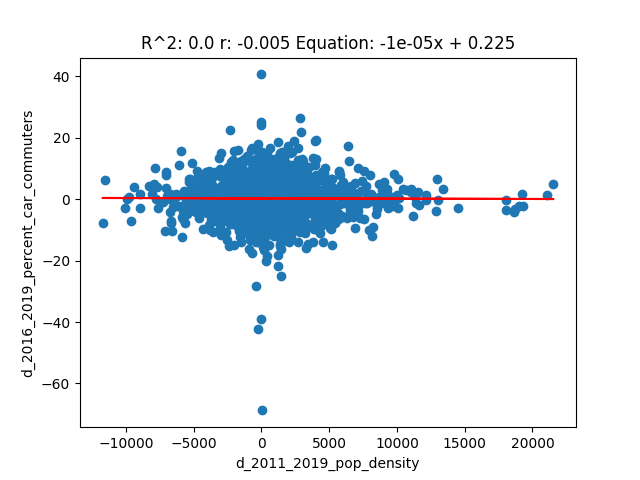 R^2: 0.0 r: -0.005 Equation: -1e-05x + 0.225
40
20
0
−20
−40
−60
d_2016_2019_percent_car_commuters
−10000 −5000 0 5000 10000 15000 20000
d_2011_2019_pop_density